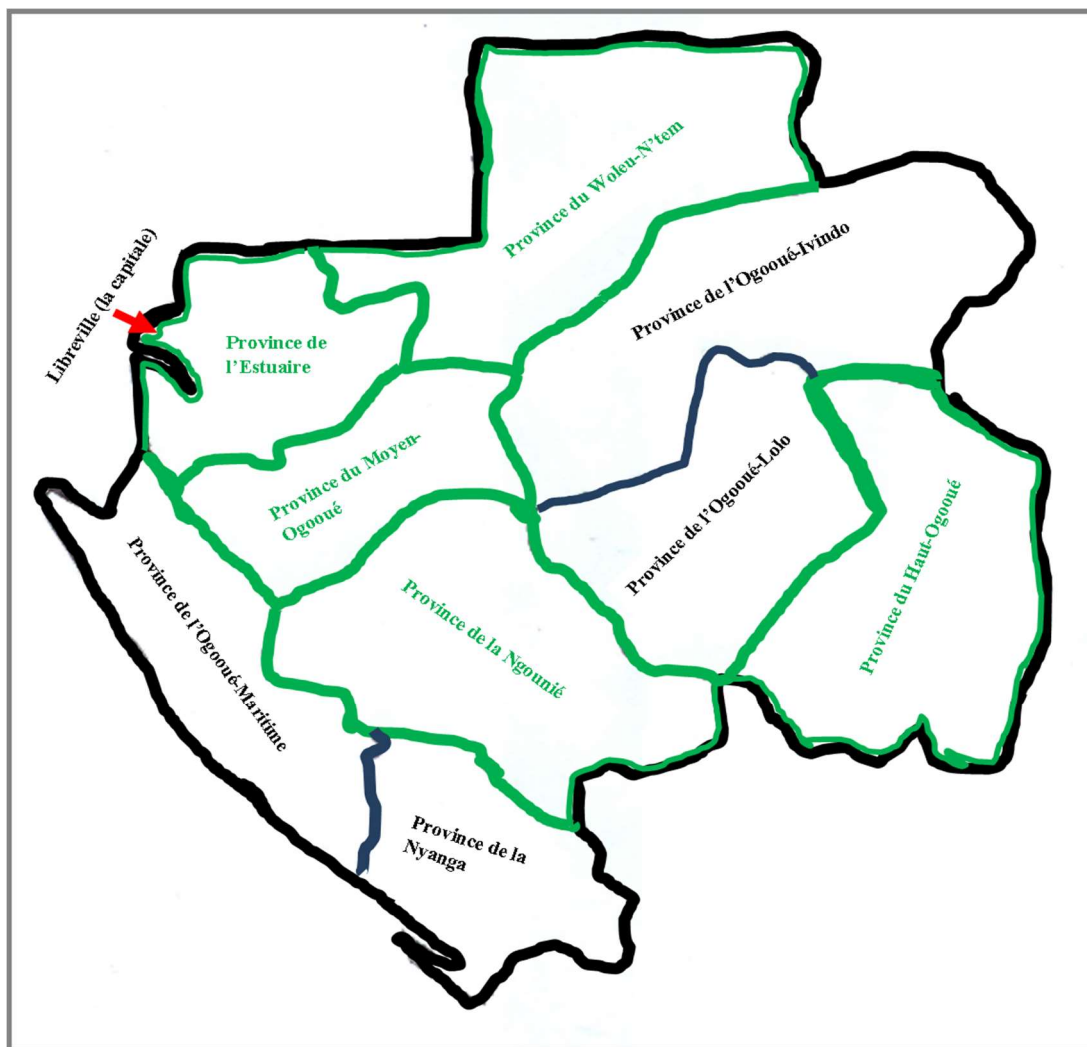 Province du Woleu-N’tem
Libreville (la capitale)
Province de l’Ogooué-Ivindo
Province de
l’Estuaire
Province du Moyen-
Ogooué
Province de l’Ogooué-Lolo
Province du Haut-Ogooué
Province de l’Ogooué-Maritime
Province de la Ngounié
Province de la
Nyanga